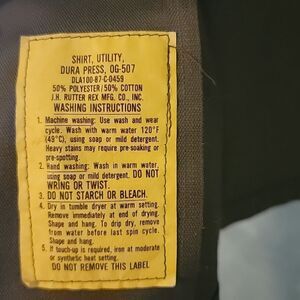 SHIRT, UTILITY,
DURA PRESS, OG-507
DLA100-87-C-0459
50% POLYESTER/50% COTTON
J.H. RUTTER REX MFG. CO., INC.
WASHING INSTRUCTIONS
1. Machine washing: Use wash and wear
cycle. Wash with warm water 120°F
(49°C), using soap or mild detergent.
Heavy stains may require pre-soaking or
pre-spotting.
2. Hand washing: Wash in warm water,
using soap or mild detergent. DO NOT
WRING OR TWIST.
3. DO NOT STARCH OR BLEACH.
4. Dry in tumble dryer at warm setting.
Remove immediately at end of drying.
Shape and hang. To drip dry, remove
from water before last spin cycle.
Shape and hang.
5. If touch-up is required, iron at moderate
or synthetic heat setting.
DO NOT REMOVE THIS LABEL